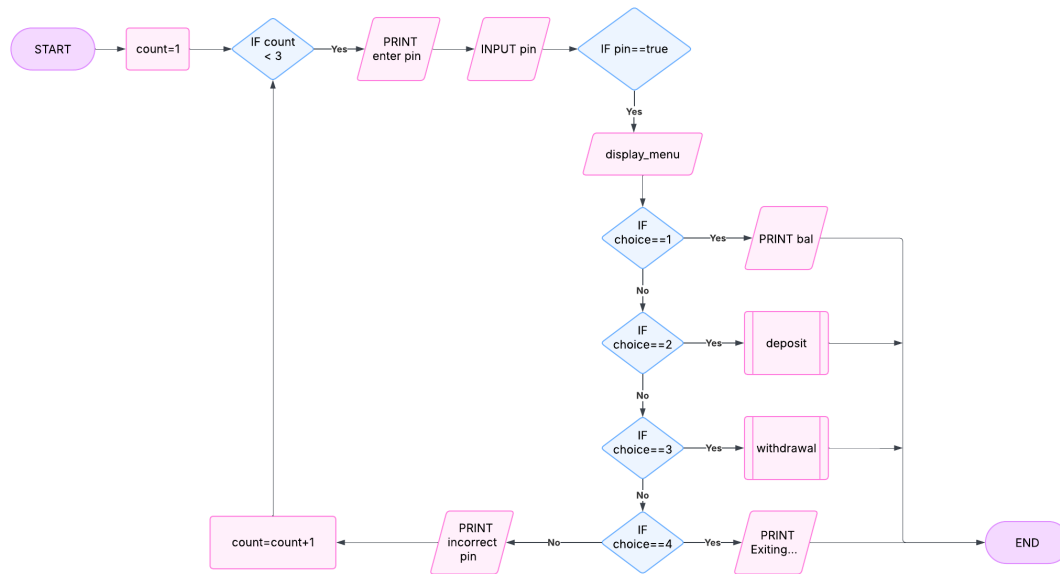 START
count=1
IF count
< 3
Yes
PRINT
enter pin
INPUT pin
IF pin==true
Yes
display_menu
IF
choice==1
Yes
PRINT bal
No
IF
choice==2
Yes
deposit
No
IF
choice==3
Yes
withdrawal
No
IF
choice==4
Yes
PRINT
Exiting...
END
No
PRINT
incorrect
pin
count=count+1